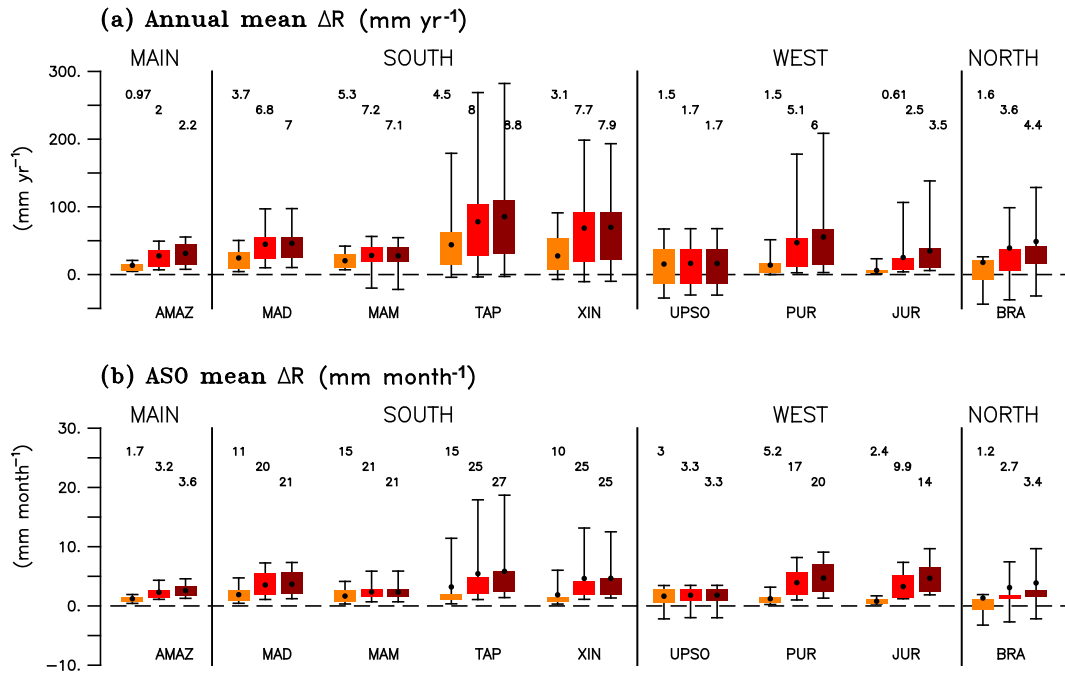 (a) Annual mean ΔR (mm yr⁻¹)
MAIN SOUTH WEST NORTH
300.
200.
100.
0.
(mm yr⁻¹)
0.97 2 2.2
3.7 6.8 7
5.3 7.2 7.1
4.5 8 8.8
3.1 7.7 7.9
1.5 1.7 1.7
1.5 5.1 6
0.61 2.5 3.5
1.6 3.6 4.4
AMAZ MAD MAM TAP XIN UPSO PUR JUR BRA
(b) ASO mean ΔR (mm month⁻¹)
MAIN SOUTH WEST NORTH
30.
20.
10.
0.
−10.
(mm month⁻¹)
1.7 3.2 3.6
11 20 21
15 21 21
15 25 27
10 25 25
3 3.3 3.3
5.2 17 20
2.4 9.9 14
1.2 2.7 3.4
AMAZ MAD MAM TAP XIN UPSO PUR JUR BRA